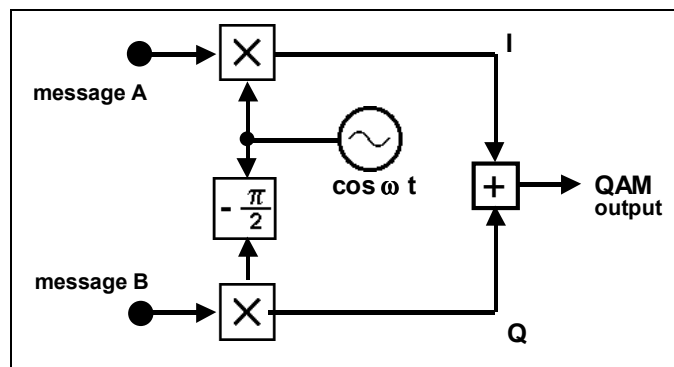 I
×
message A
cos ω t
+
QAM
output
- π/2
message B
×
Q